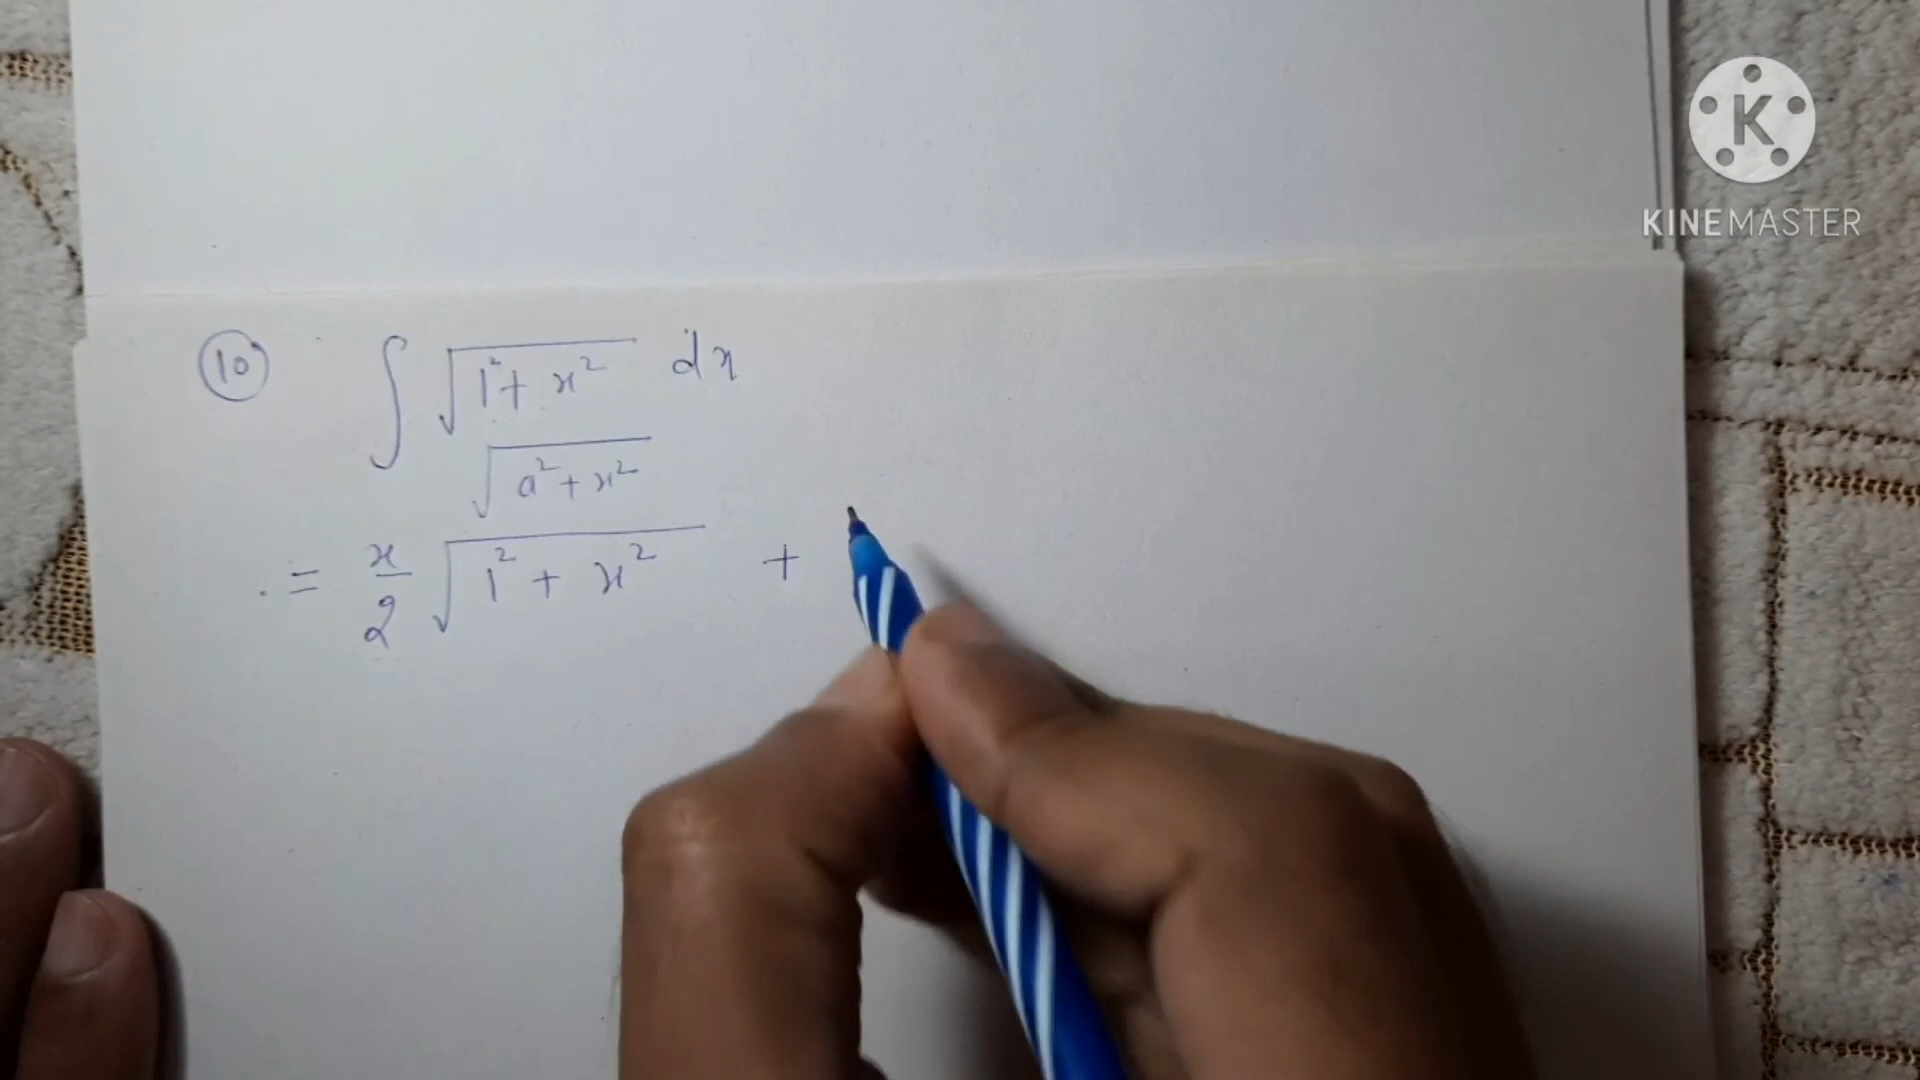 K
KINEMASTER
10 ∫ √(1² + x²) dx
√(a² + x²)
= x/2 √(1² + x²) +